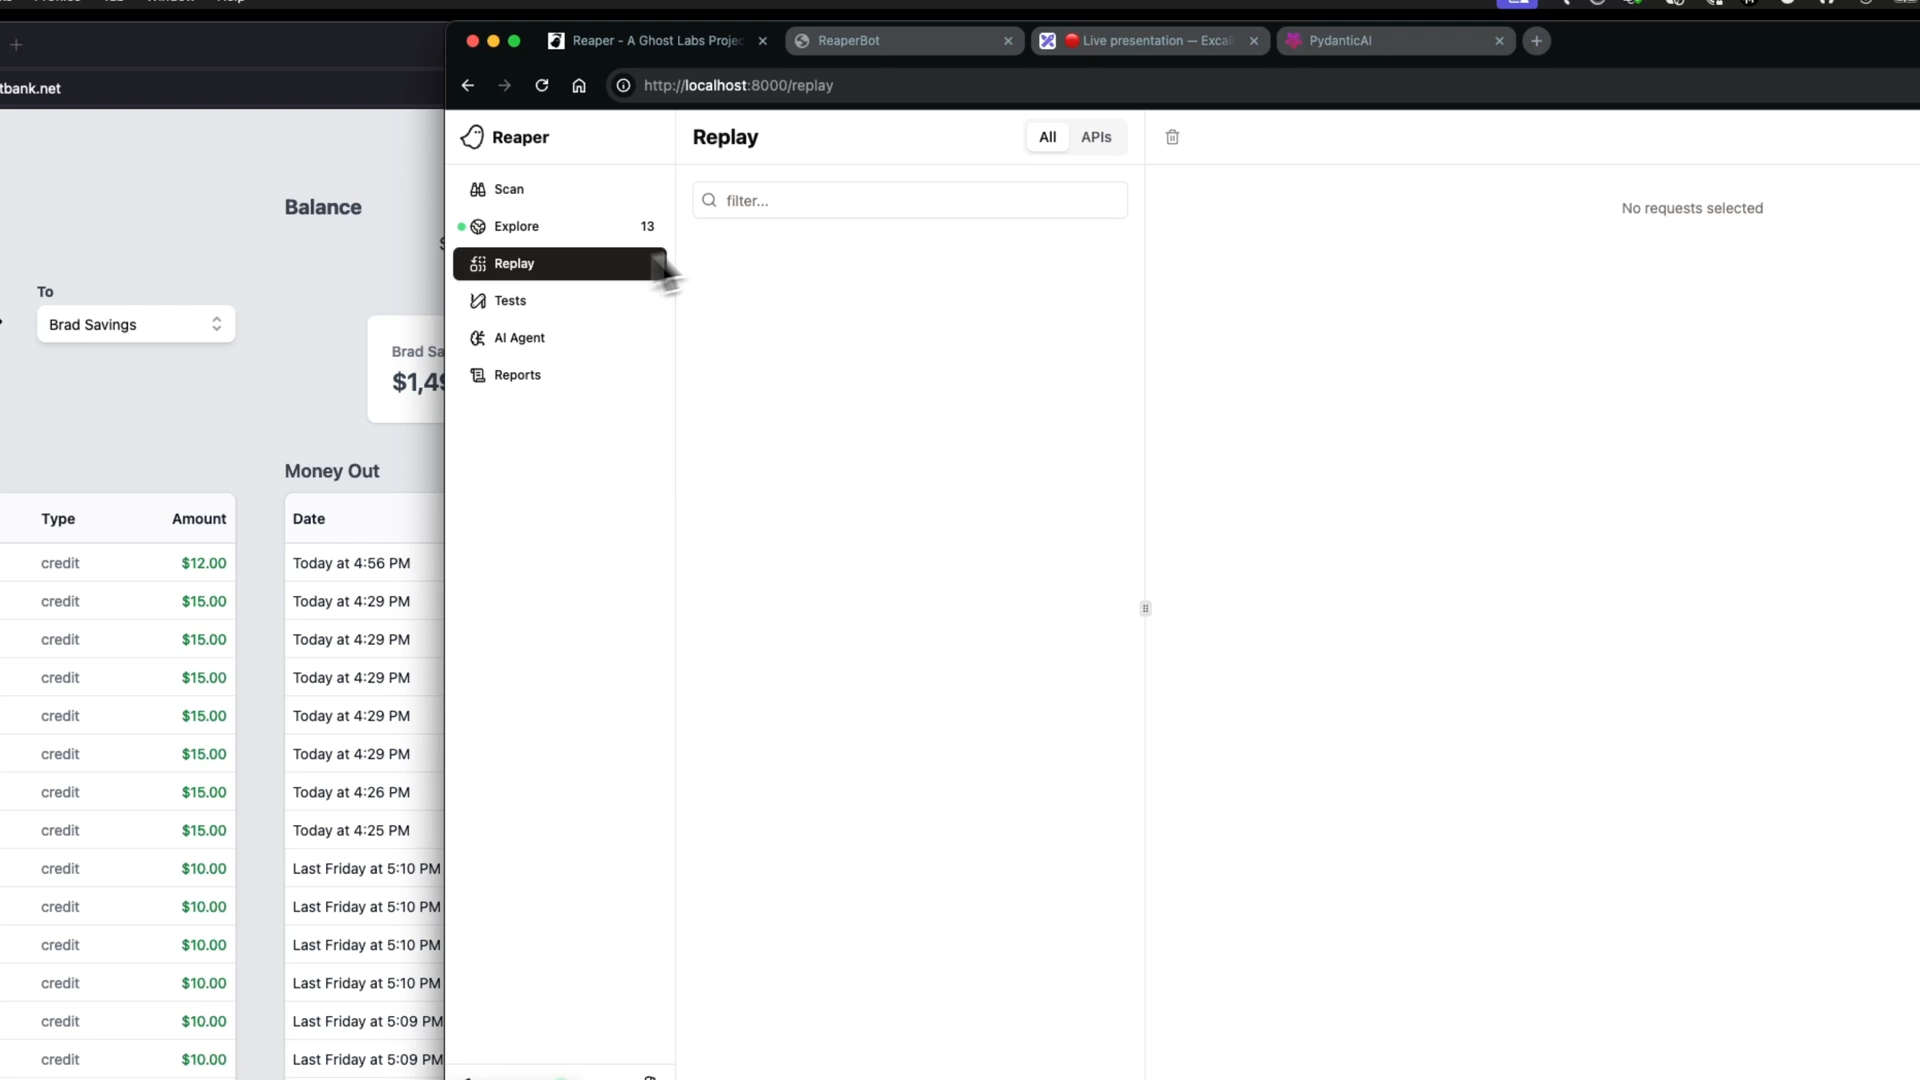 Reaper - A Ghost Labs Projec
ReaperBot
Live presentation — Excali
PydanticAI
tbank.net
http://localhost:8000/replay
Balance
To
Brad Savings
Brad Sa
$1,49
Money Out
Type
Amount
Date
credit
$12.00
Today at 4:56 PM
credit
$15.00
Today at 4:29 PM
credit
$15.00
Today at 4:29 PM
credit
$15.00
Today at 4:29 PM
credit
$15.00
Today at 4:29 PM
credit
$15.00
Today at 4:29 PM
credit
$15.00
Today at 4:26 PM
credit
$15.00
Today at 4:25 PM
credit
$10.00
Last Friday at 5:10 PM
credit
$10.00
Last Friday at 5:10 PM
credit
$10.00
Last Friday at 5:10 PM
credit
$10.00
Last Friday at 5:10 PM
credit
$10.00
Last Friday at 5:09 PM
credit
$10.00
Last Friday at 5:09 PM
Reaper
Scan
Explore
13
Replay
Tests
AI Agent
Reports
Replay
All
APIs
filter...
No requests selected